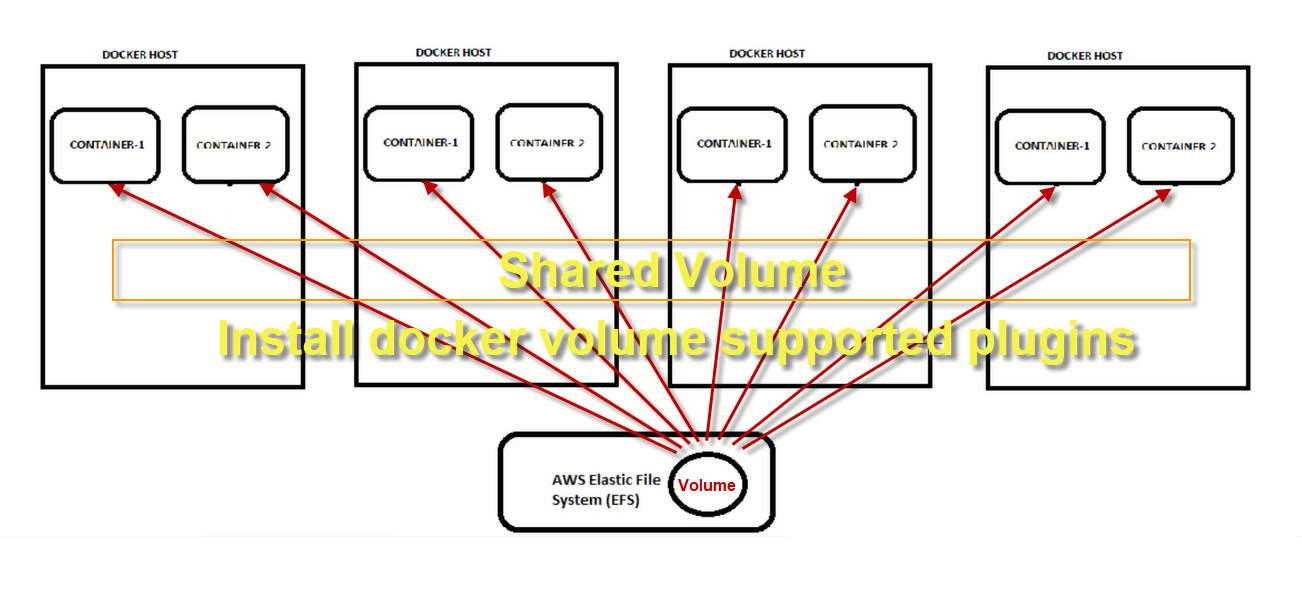 DOCKER HOST
DOCKER HOST
DOCKER HOST
DOCKER HOST
CONTAINER-1
CONTAINER 2
CONTAINER-1
CONTAINER 2
CONTAINER-1
CONTAINER 2
CONTAINER-1
CONTAINER 2
Shared Volume
Install docker volume supported plugins
AWS Elastic File
System (EFS)
Volume